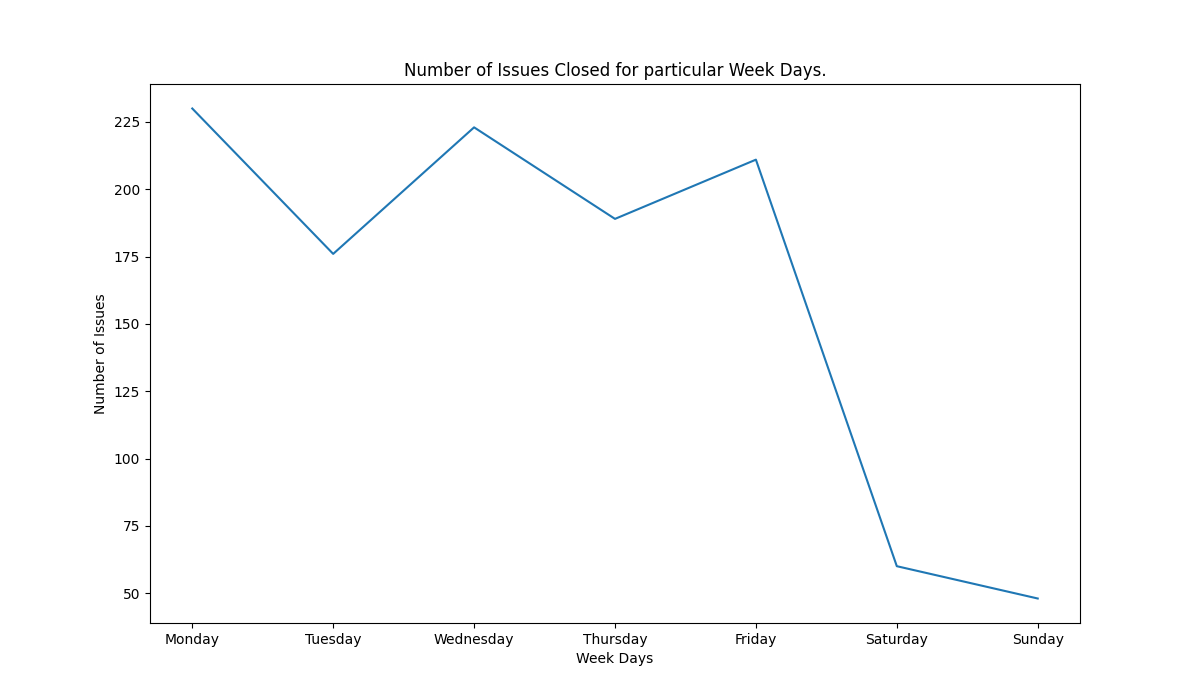 Number of Issues Closed for particular Week Days.
Number of Issues
225
200
175
150
125
100
75
50
Monday Tuesday Wednesday Thursday Friday Saturday Sunday
Week Days